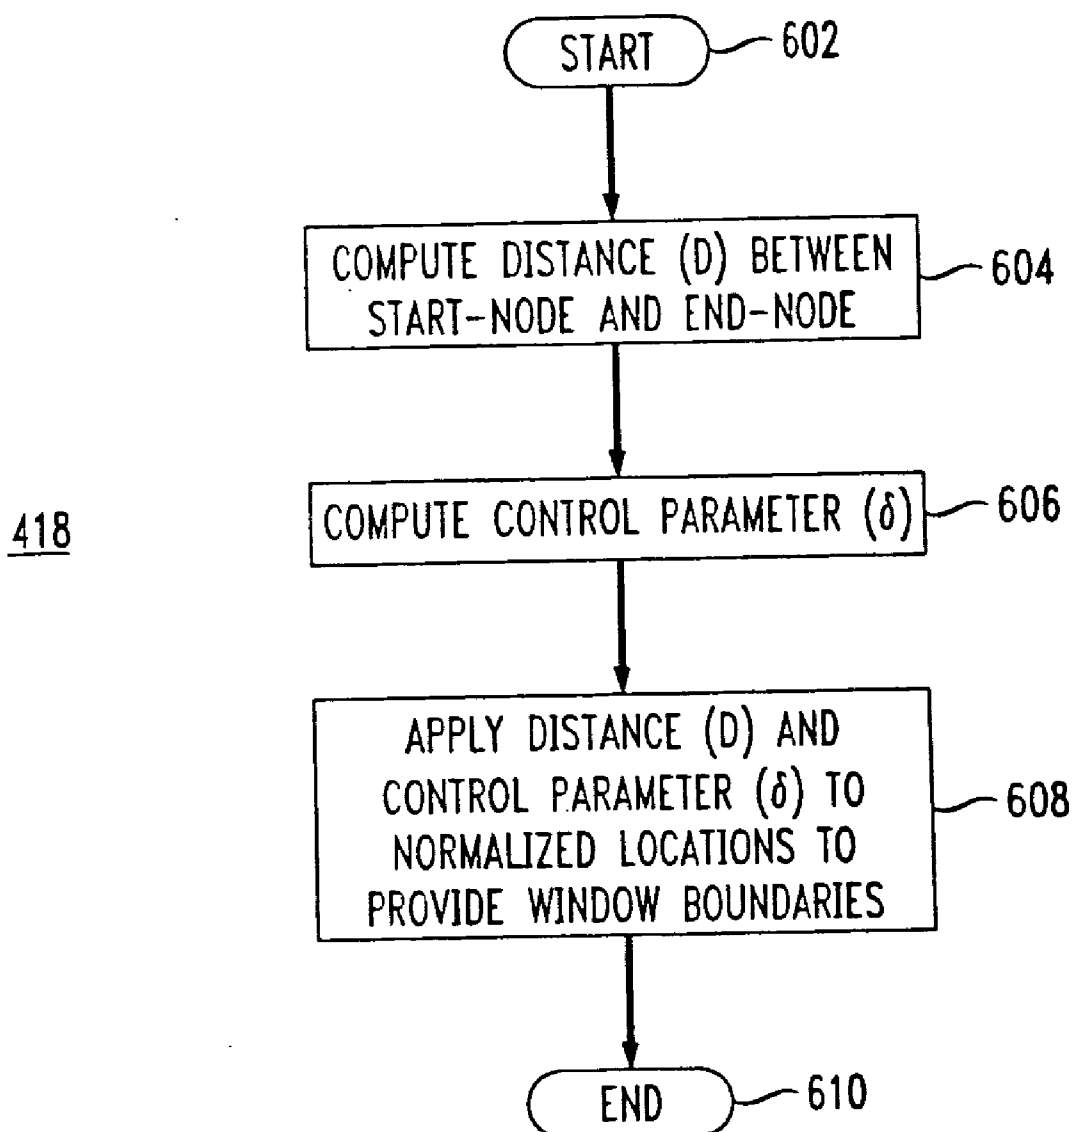 START
602
COMPUTE DISTANCE (D) BETWEEN
START-NODE AND END-NODE
604
COMPUTE CONTROL PARAMETER (δ)
606
418
APPLY DISTANCE (D) AND
CONTROL PARAMETER (δ) TO
NORMALIZED LOCATIONS TO
PROVIDE WINDOW BOUNDARIES
608
END
610